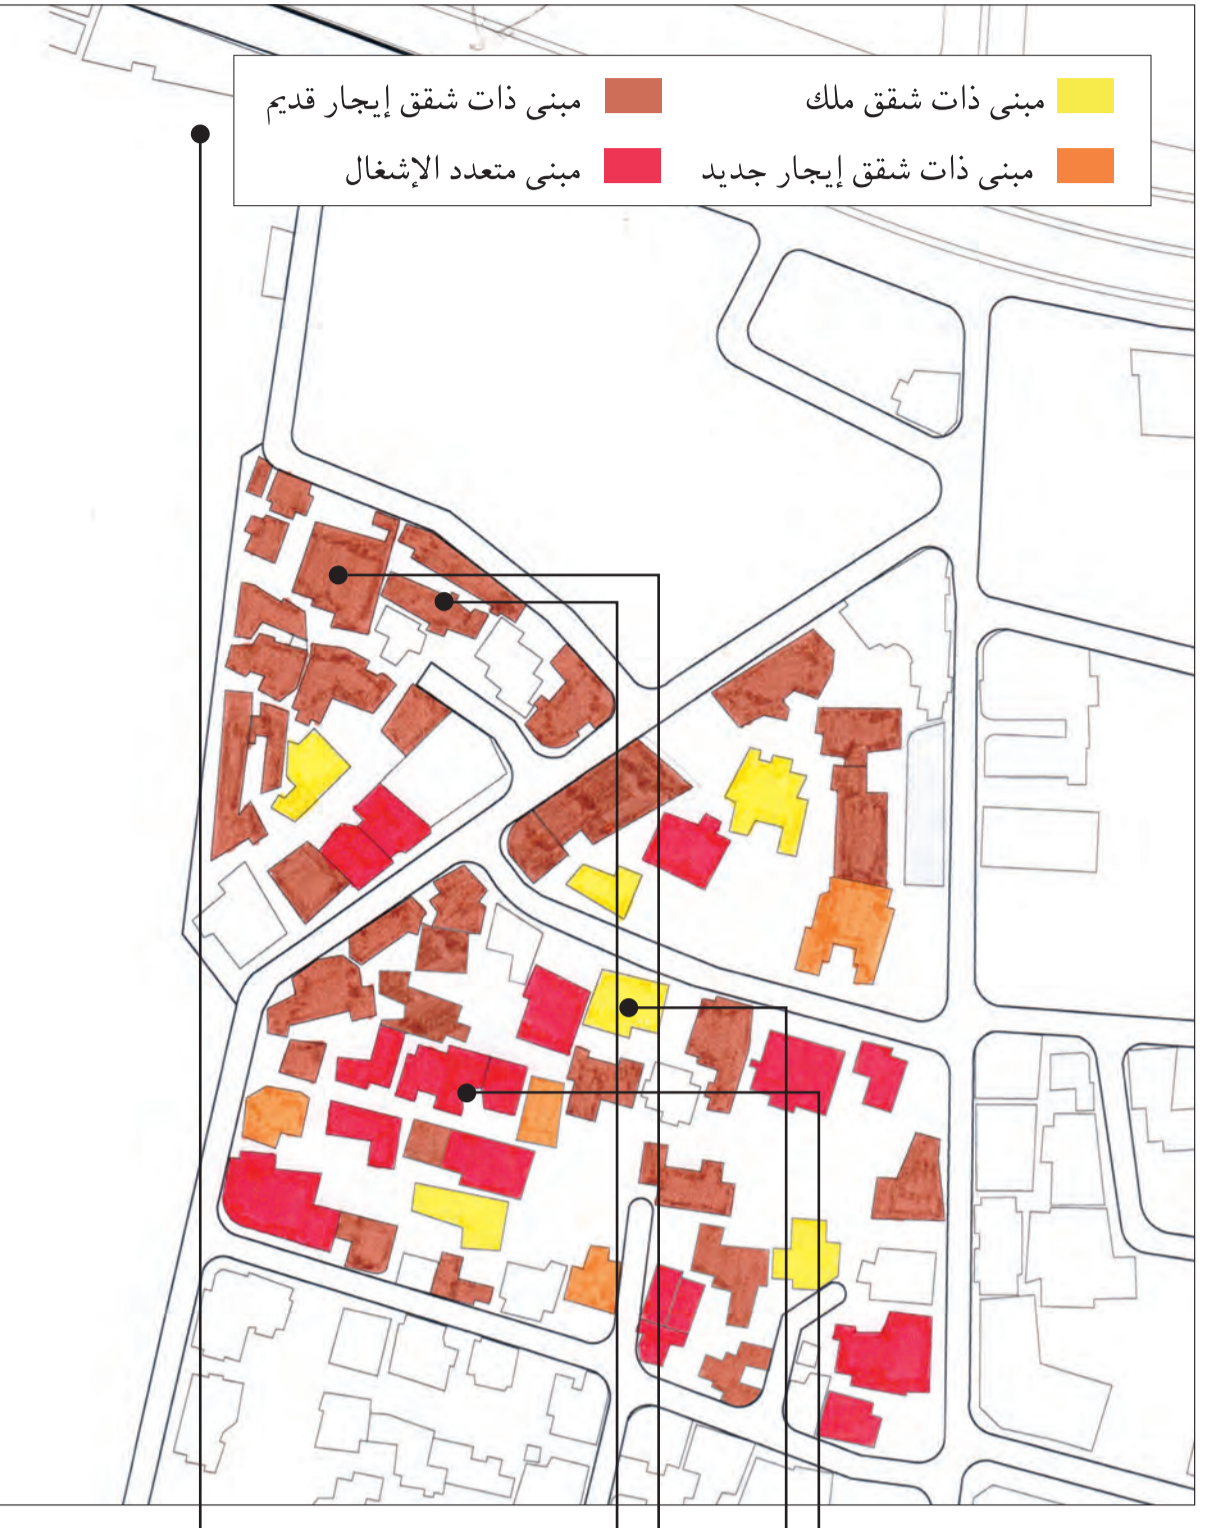 مبنى ذات شقق ملك
مبنى ذات شقق إيجار قديم
مبنى ذات شقق إيجار جديد
مبنى متعدد الإشغال